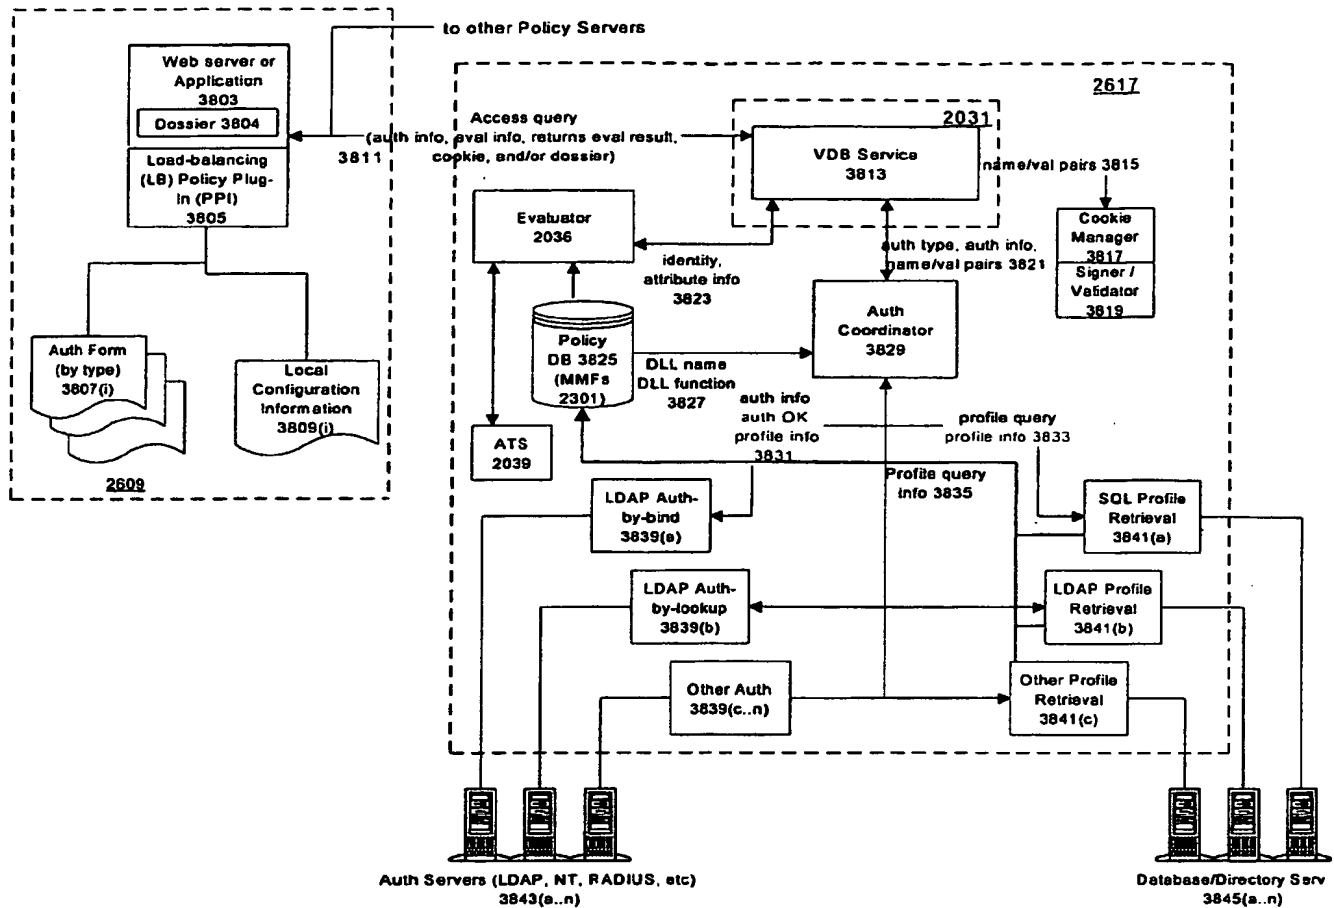 to other Policy Servers
Web server or
Application
3803
Dossier 3804
Load-balancing
(LB) Policy Plug-
In (PPI)
3805
Auth Form
(by type)
3807(i)
Local
Configuration
Information
3809(i)
2609
Access query
(auth info, eval info, returns eval result,
cookie, and/or dossier)
3811
2617
2031
VDB Service
3813
name/val pairs 3815
Cookie
Manager
3817
Signer /
Validator
3819
Evaluator
2036
identity,
attribute info
3823
auth type, auth info,
name/val pairs 3821
Auth
Coordinator
3829
Policy
DB 3825
(MMFs
2301)
DLL name
DLL function
3827
ATS
2039
auth info
auth OK
profile info
3831
profile query
profile info 3833
Profile query
Info 3835
LDAP Auth-
by-bind
3839(a)
SQL Profile
Retrieval
3841(a)
LDAP Auth-
by-lookup
3839(b)
LDAP Profile
Retrieval
3841(b)
Other Auth
3839(c..n)
Other Profile
Retrieval
3841(c)
Auth Servers (LDAP, NT, RADIUS, etc)
3843(a..n)
Database/Directory Serv
3845(a..n)